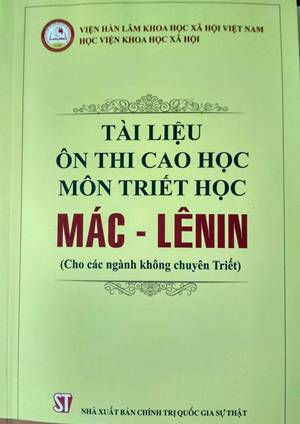 VIỆN HÀN LÂM KHOA HỌC XÃ HỘI VIỆT NAM
HỌC VIỆN KHOA HỌC XÃ HỘI
TÀI LIỆU
ÔN THI CAO HỌC
MÔN TRIẾT HỌC
MÁC - LÊNIN
(Cho các ngành không chuyên Triết)
ST
NHÀ XUẤT BẢN CHÍNH TRỊ QUỐC GIA SỰ THẬT